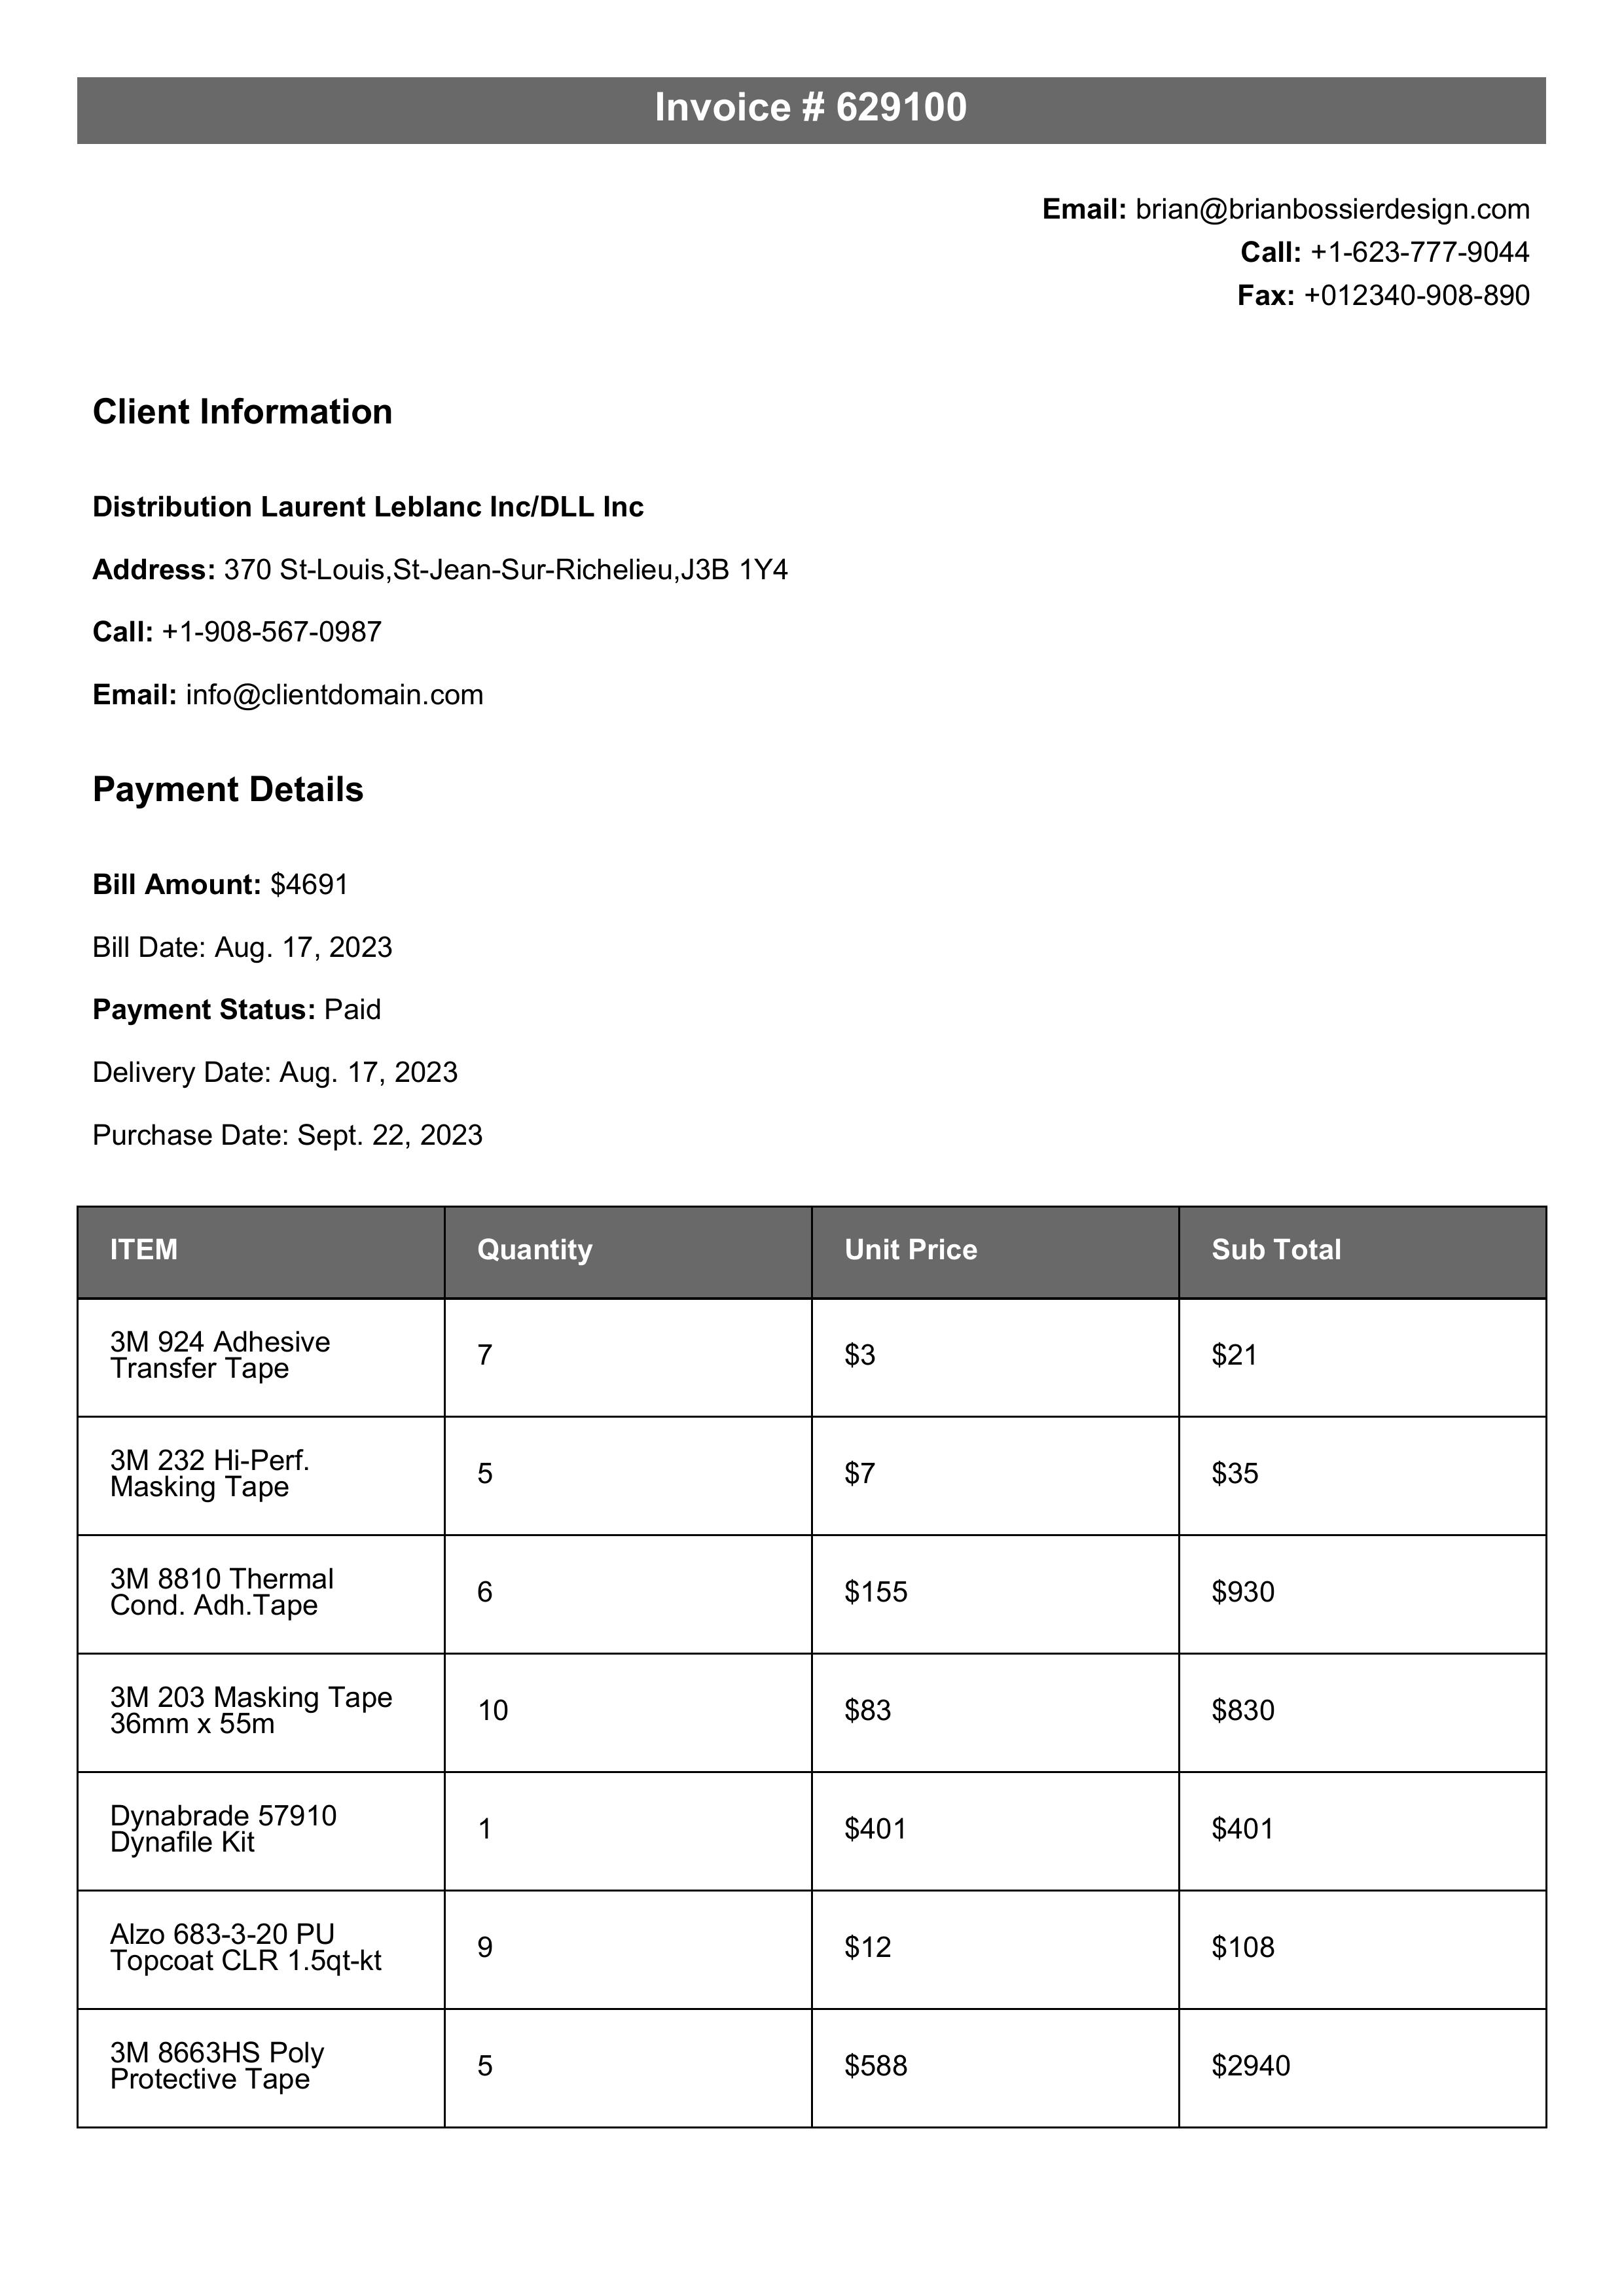 Invoice # 629100
Email: brian@brianbossierdesign.com
Call: +1-623-777-9044
Fax: +012340-908-890
Client Information
Distribution Laurent Leblanc Inc/DLL Inc
Address: 370 St-Louis,St-Jean-Sur-Richelieu,J3B 1Y4
Call: +1-908-567-0987
Email: info@clientdomain.com
Payment Details
Bill Amount: $4691
Bill Date: Aug. 17, 2023
Payment Status: Paid
Delivery Date: Aug. 17, 2023
Purchase Date: Sept. 22, 2023
ITEM Quantity Unit Price Sub Total
3M 924 Adhesive
Transfer Tape
7 $3 $21
3M 232 Hi-Perf.
Masking Tape
5 $7 $35
3M 8810 Thermal
Cond. Adh.Tape
6 $155 $930
3M 203 Masking Tape
36mm x 55m
10 $83 $830
Dynabrade 57910
Dynafile Kit
1 $401 $401
Alzo 683-3-20 PU
Topcoat CLR 1.5qt-kt
9 $12 $108
3M 8663HS Poly
Protective Tape
5 $588 $2940